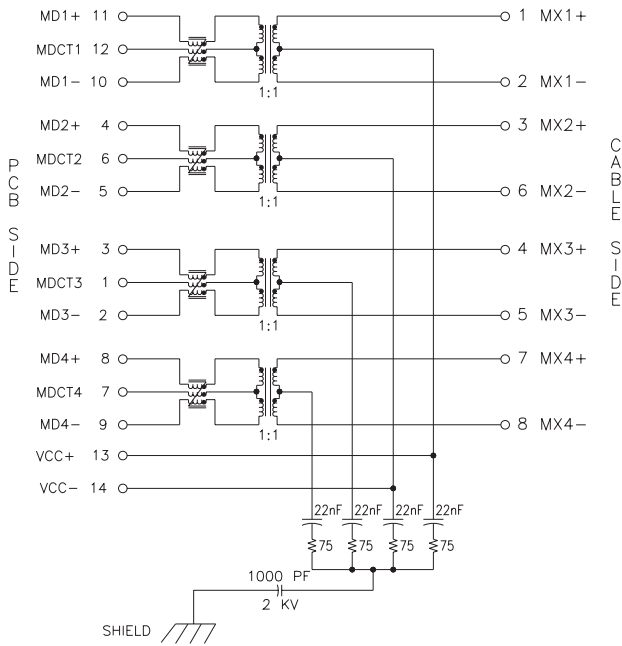 MD1+ 11 1 MX1+
MDCT1 12
MD1- 10 2 MX1-
1:1
MD2+ 4 3 MX2+
MDCT2 6
MD2- 5 6 MX2-
1:1
PCB SIDE
CABLE SIDE
MD3+ 3 4 MX3+
MDCT3 1
MD3- 2 5 MX3-
1:1
MD4+ 8 7 MX4+
MDCT4 7
MD4- 9 8 MX4-
1:1
VCC+ 13
VCC- 14
22nF 22nF 22nF 22nF
75 75 75 75
1000 PF
2 KV
SHIELD